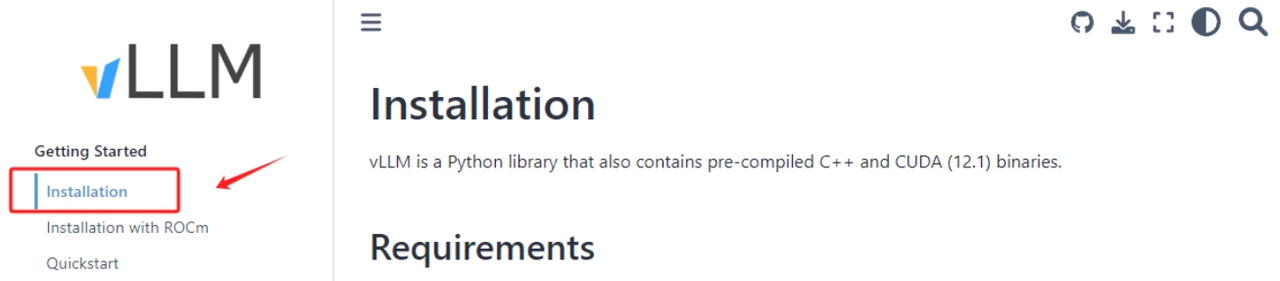 vLLM
Getting Started
Installation
Installation with ROCm
Quickstart
Installation
vLLM is a Python library that also contains pre-compiled C++ and CUDA (12.1) binaries.
Requirements